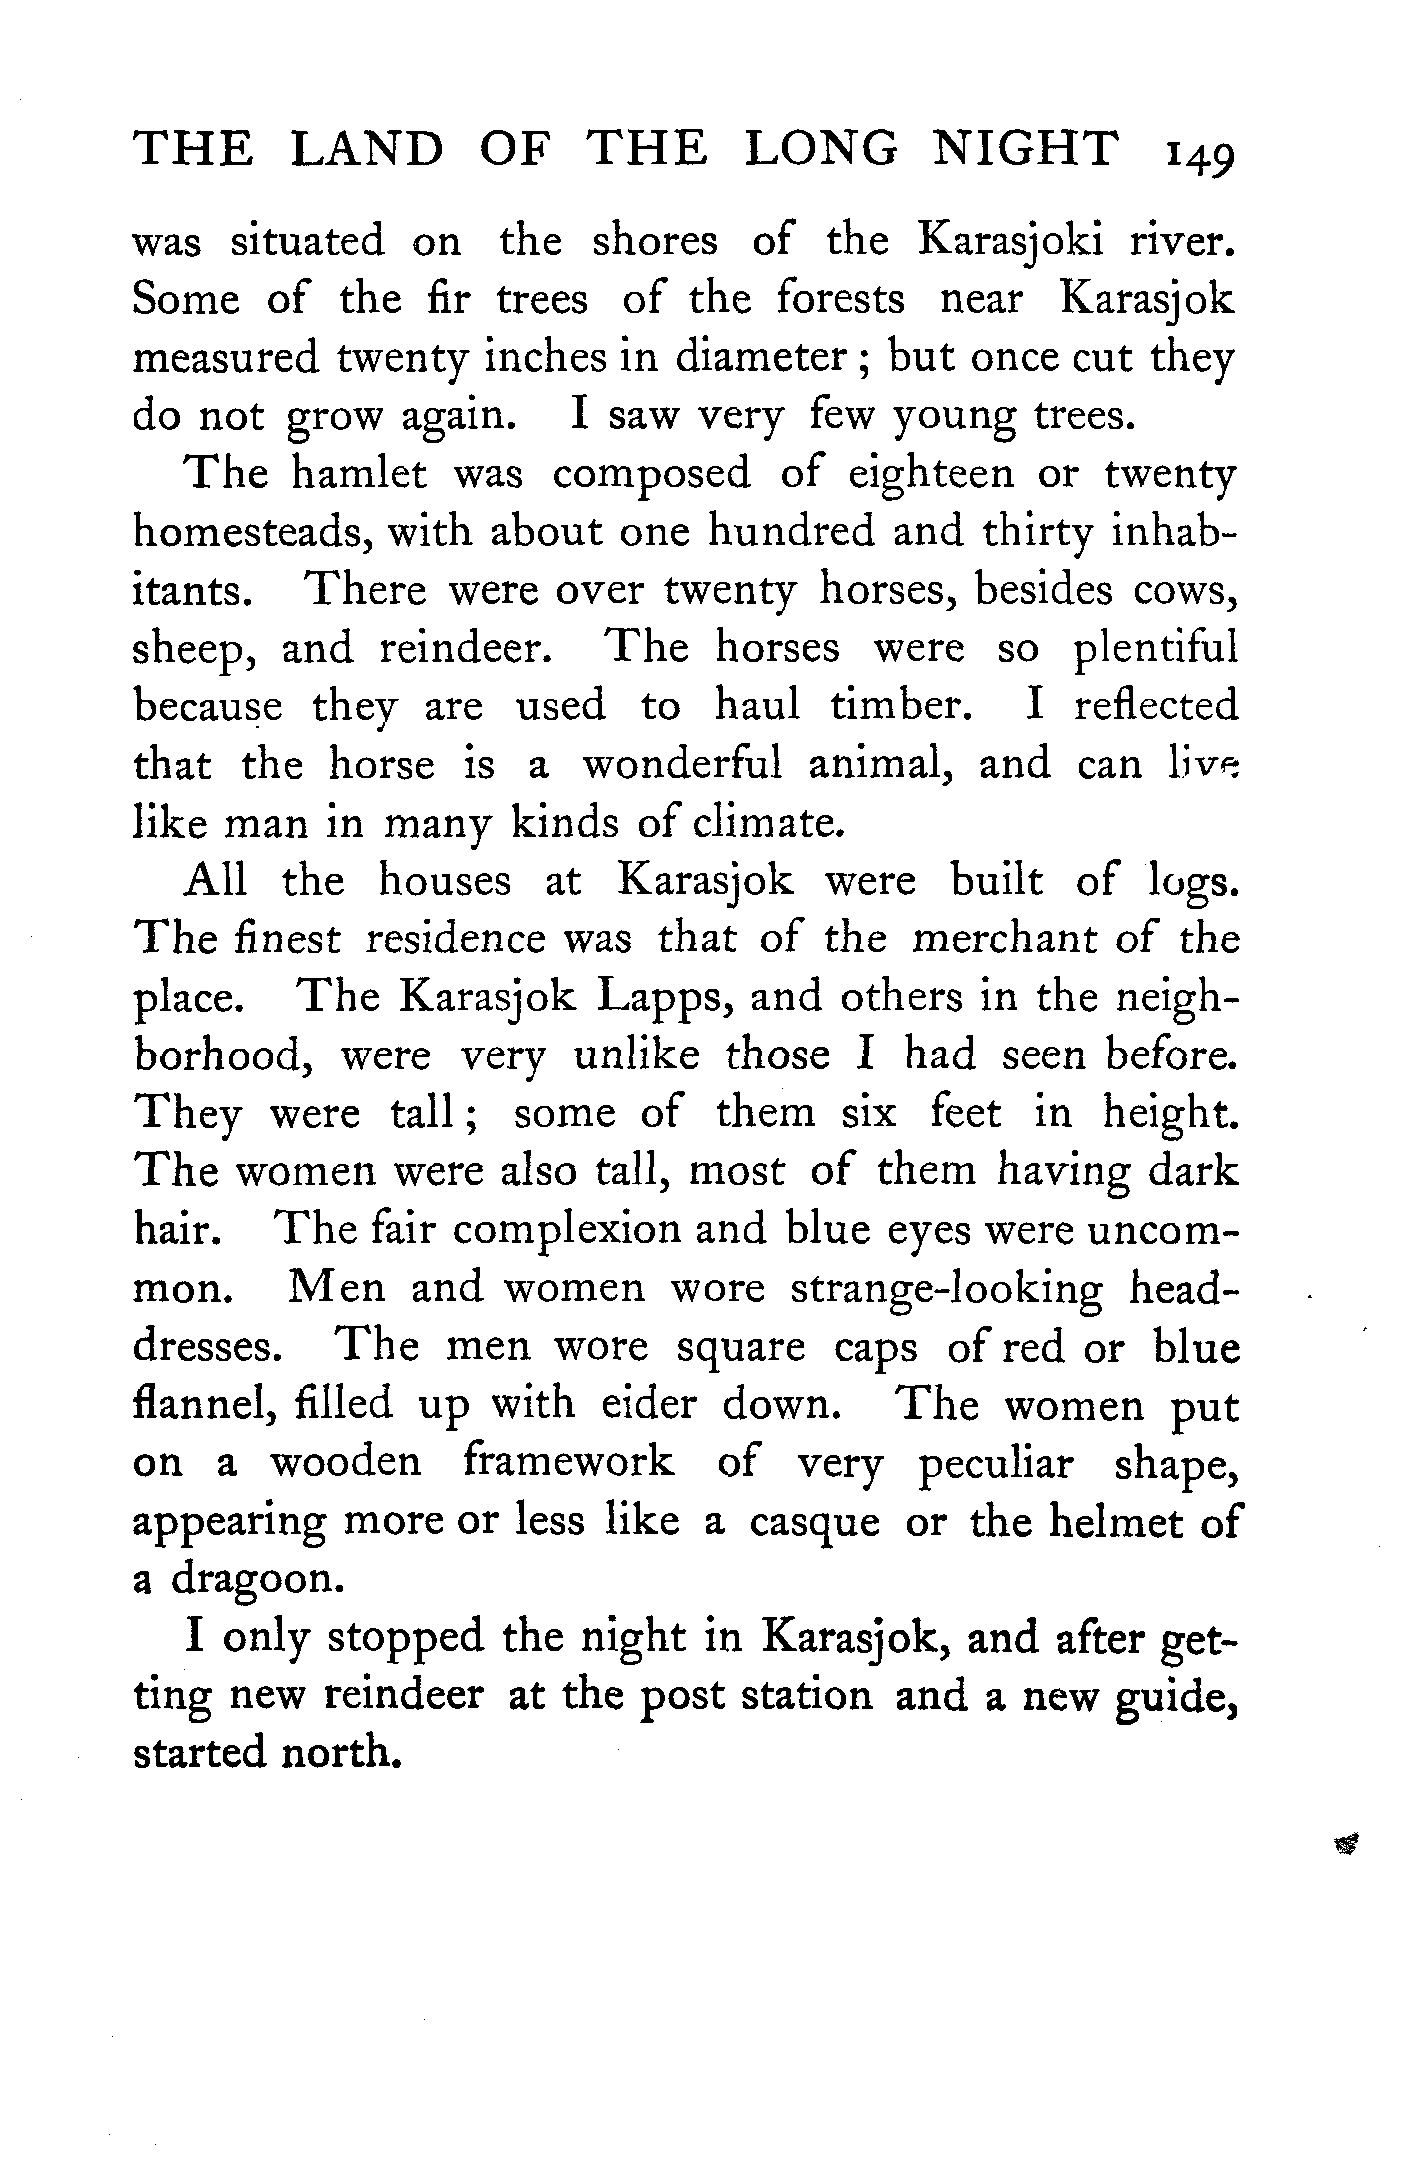 THE LAND OF THE LONG NIGHT 149
was situated on the shores of the Karasjoki river.
Some of the fir trees of the forests near Karasjok
measured twenty inches in diameter ; but once cut they
do not grow again. I saw very few young trees.
The hamlet was composed of eighteen or twenty
homesteads, with about one hundred and thirty inhab-
itants. There were over twenty horses, besides cows,
sheep, and reindeer. The horses were so plentiful
because they are used to haul timber. I reflected
that the horse is a wonderful animal, and can live
like man in many kinds of climate.
All the houses at Karasjok were built of logs.
The finest residence was that of the merchant of the
place. The Karasjok Lapps, and others in the neigh-
borhood, were very unlike those I had seen before.
They were tall ; some of them six feet in height.
The women were also tall, most of them having dark
hair. The fair complexion and blue eyes were uncom-
mon. Men and women wore strange-looking head-
dresses. The men wore square caps of red or blue
flannel, filled up with eider down. The women put
on a wooden framework of very peculiar shape,
appearing more or less like a casque or the helmet of
a dragoon.
I only stopped the night in Karasjok, and after get-
ting new reindeer at the post station and a new guide,
started north.